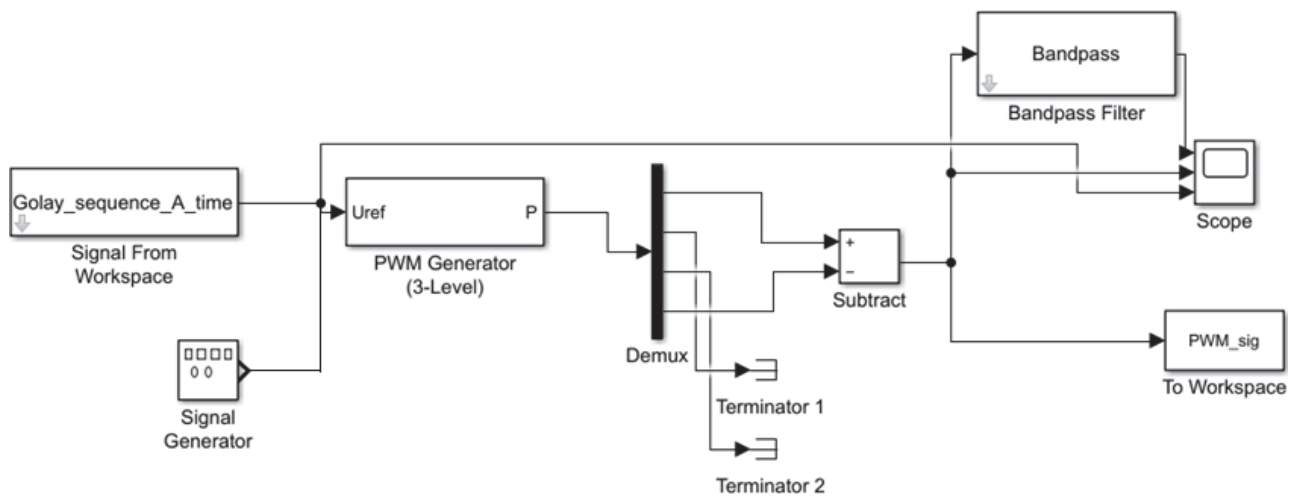 Bandpass
Bandpass Filter
Golay_sequence_A_time
Signal From
Workspace
Uref
P
PWM Generator
(3-Level)
+
−
Subtract
Scope
Demux
PWM_sig
To Workspace
Signal
Generator
Terminator 1
Terminator 2